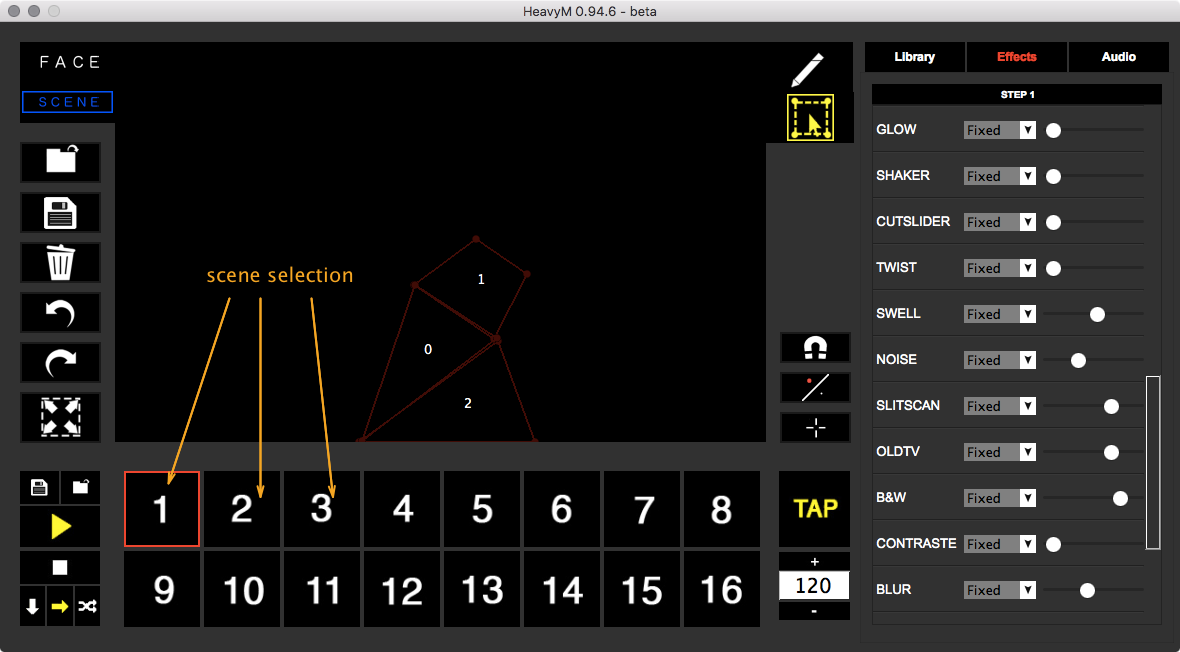 HeavyM 0.94.6 - beta
FACE
SCENE
Library
Effects
Audio
STEP 1
GLOW Fixed
SHAKER Fixed
CUTSLIDER Fixed
TWIST Fixed
SWELL Fixed
NOISE Fixed
SLITSCAN Fixed
OLDTV Fixed
B&W Fixed
CONTRASTE Fixed
BLUR Fixed
scene selection
1
0
2
1 2 3 4 5 6 7 8
9 10 11 12 13 14 15 16
TAP
+
120
-